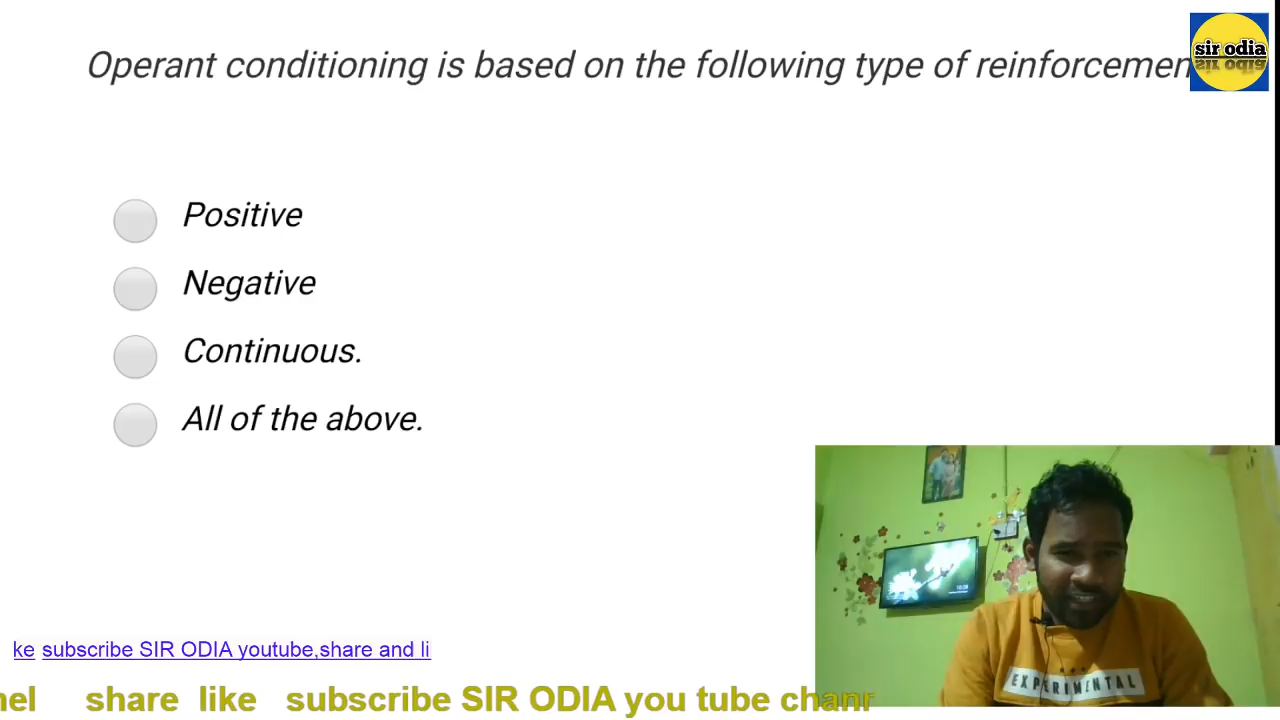 Operant conditioning is based on the following type of reinforcemen
sir odia
Positive
Negative
Continuous.
All of the above.
EXPERIMENTAL
ke subscribe SIR ODIA youtube,share and li
nel share like subscribe SIR ODIA you tube chann